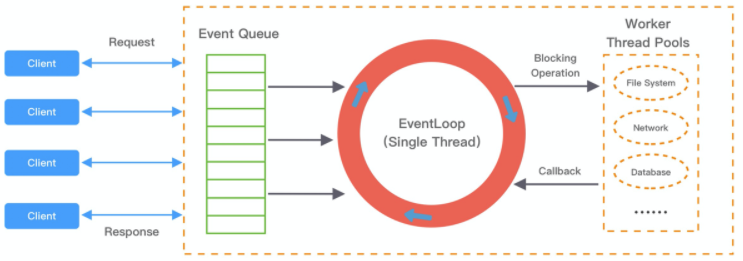 Request
Client
Client
Client
Client
Response
Event Queue
EventLoop
(Single Thread)
Blocking
Operation
Callback
Worker
Thread Pools
File System
Network
Database
······